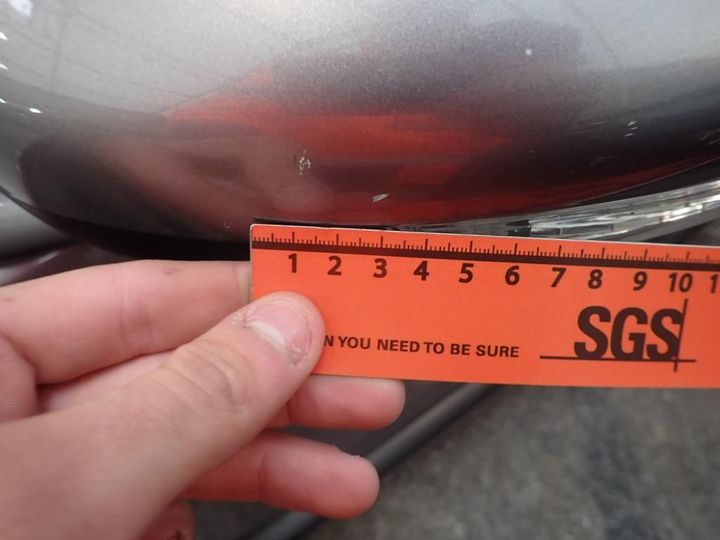 1 2 3 4 5 6 7 8 9 10
N YOU NEED TO BE SURE
SGS